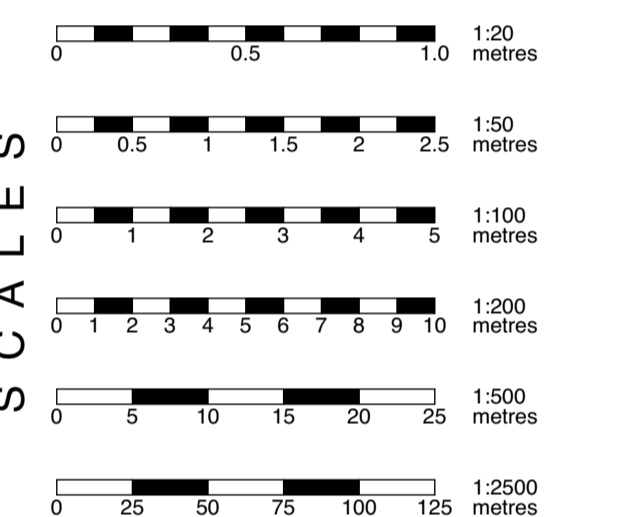 SCALES
1:20
0 0.5 1.0 metres
1:50
0 0.5 1 1.5 2 2.5 metres
1:100
0 1 2 3 4 5 metres
1:200
0 1 2 3 4 5 6 7 8 9 10 metres
1:500
0 5 10 15 20 25 metres
1:2500
0 25 50 75 100 125 metres